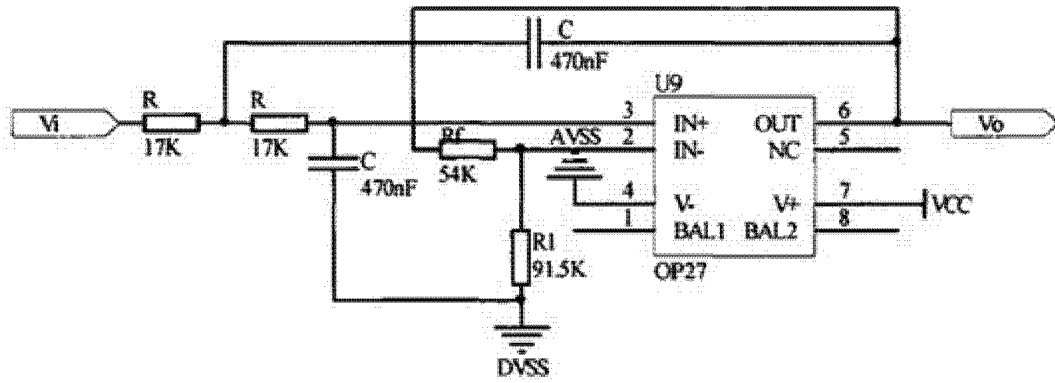 C
470nF
U9
Vi
R
17K
R
17K
C
470nF
Rf
54K
AVSS
3
2
4
1
IN+
IN-
V-
BAL1
OUT
NC
V+
BAL2
6
5
7
8
Vo
VCC
R1
91.5K
OP27
DVSS